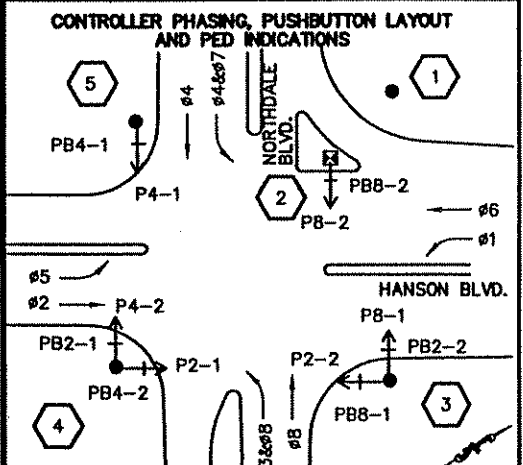 CONTROLLER PHASING, PUSHBUTTON LAYOUT
AND PED INDICATIONS
5
1
ø4
ø4&ø7
NORTHDALE
BLVD.
PB4-1
P4-1
2
PB8-2
P8-2
ø6
ø1
ø5
HANSON BLVD.
ø2
P4-2
P8-1
PB2-1
P2-1
P2-2
PB2-2
PB4-2
PB8-1
4
3&ø8
ø8
3